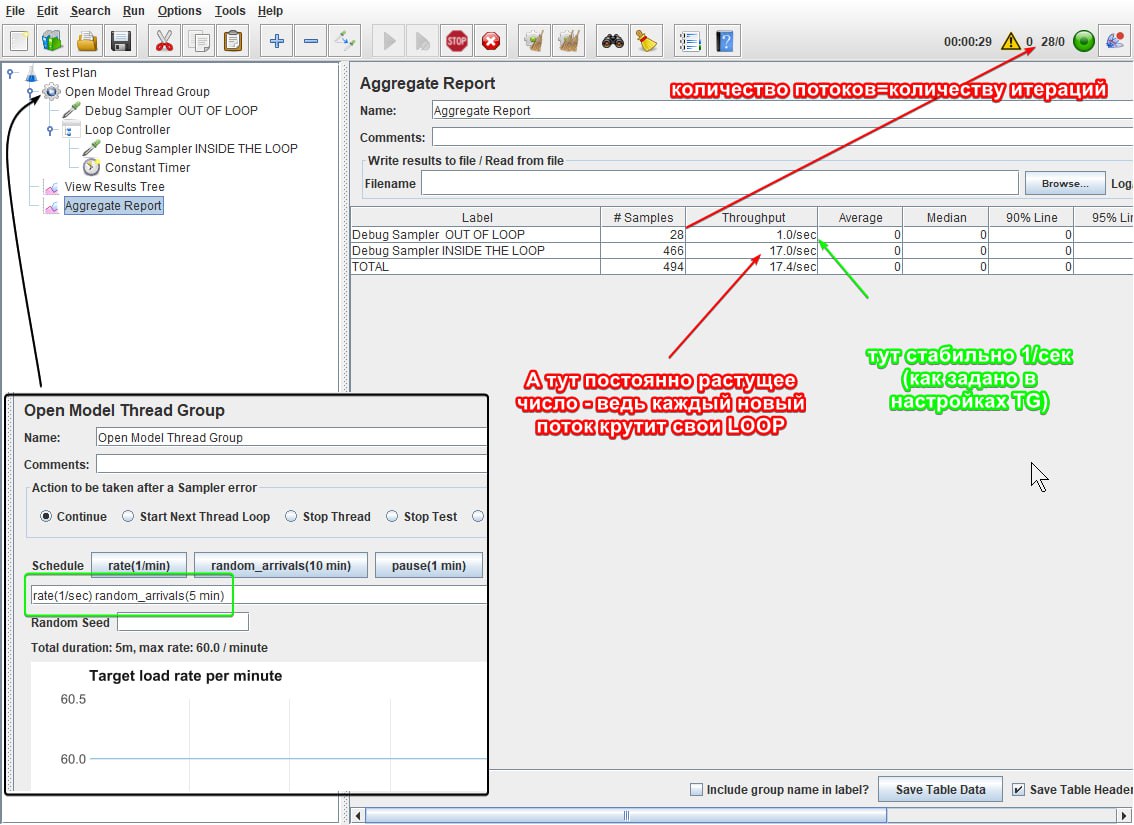 File Edit Search Run Options Tools Help
STOP
00:00:29 0 28/0
Test Plan
Open Model Thread Group
Debug Sampler OUT OF LOOP
Loop Controller
Debug Sampler INSIDE THE LOOP
Constant Timer
View Results Tree
Aggregate Report
Aggregate Report
количество потоков=количеству итераций
Name: Aggregate Report
Comments:
Write results to file / Read from file
Filename Browse... Log
Label # Samples Throughput Average Median 90% Line 95% Lin
Debug Sampler OUT OF LOOP 28 1.0/sec 0 0 0
Debug Sampler INSIDE THE LOOP 466 17.0/sec 0 0 0
TOTAL 494 17.4/sec 0 0 0
тут стабильно 1/сек
(как задано в
настройках TG)
А тут постоянно растущее
число - ведь каждый новый
поток крутит свои LOOP
Open Model Thread Group
Name: Open Model Thread Group
Comments:
Action to be taken after a Sampler error
Continue Start Next Thread Loop Stop Thread Stop Test
Schedule rate(1/min) random_arrivals(10 min) pause(1 min)
rate(1/sec) random_arrivals(5 min)
Random Seed
Total duration: 5m, max rate: 60.0 / minute
Target load rate per minute
60.5
60.0
Include group name in label? Save Table Data Save Table Header